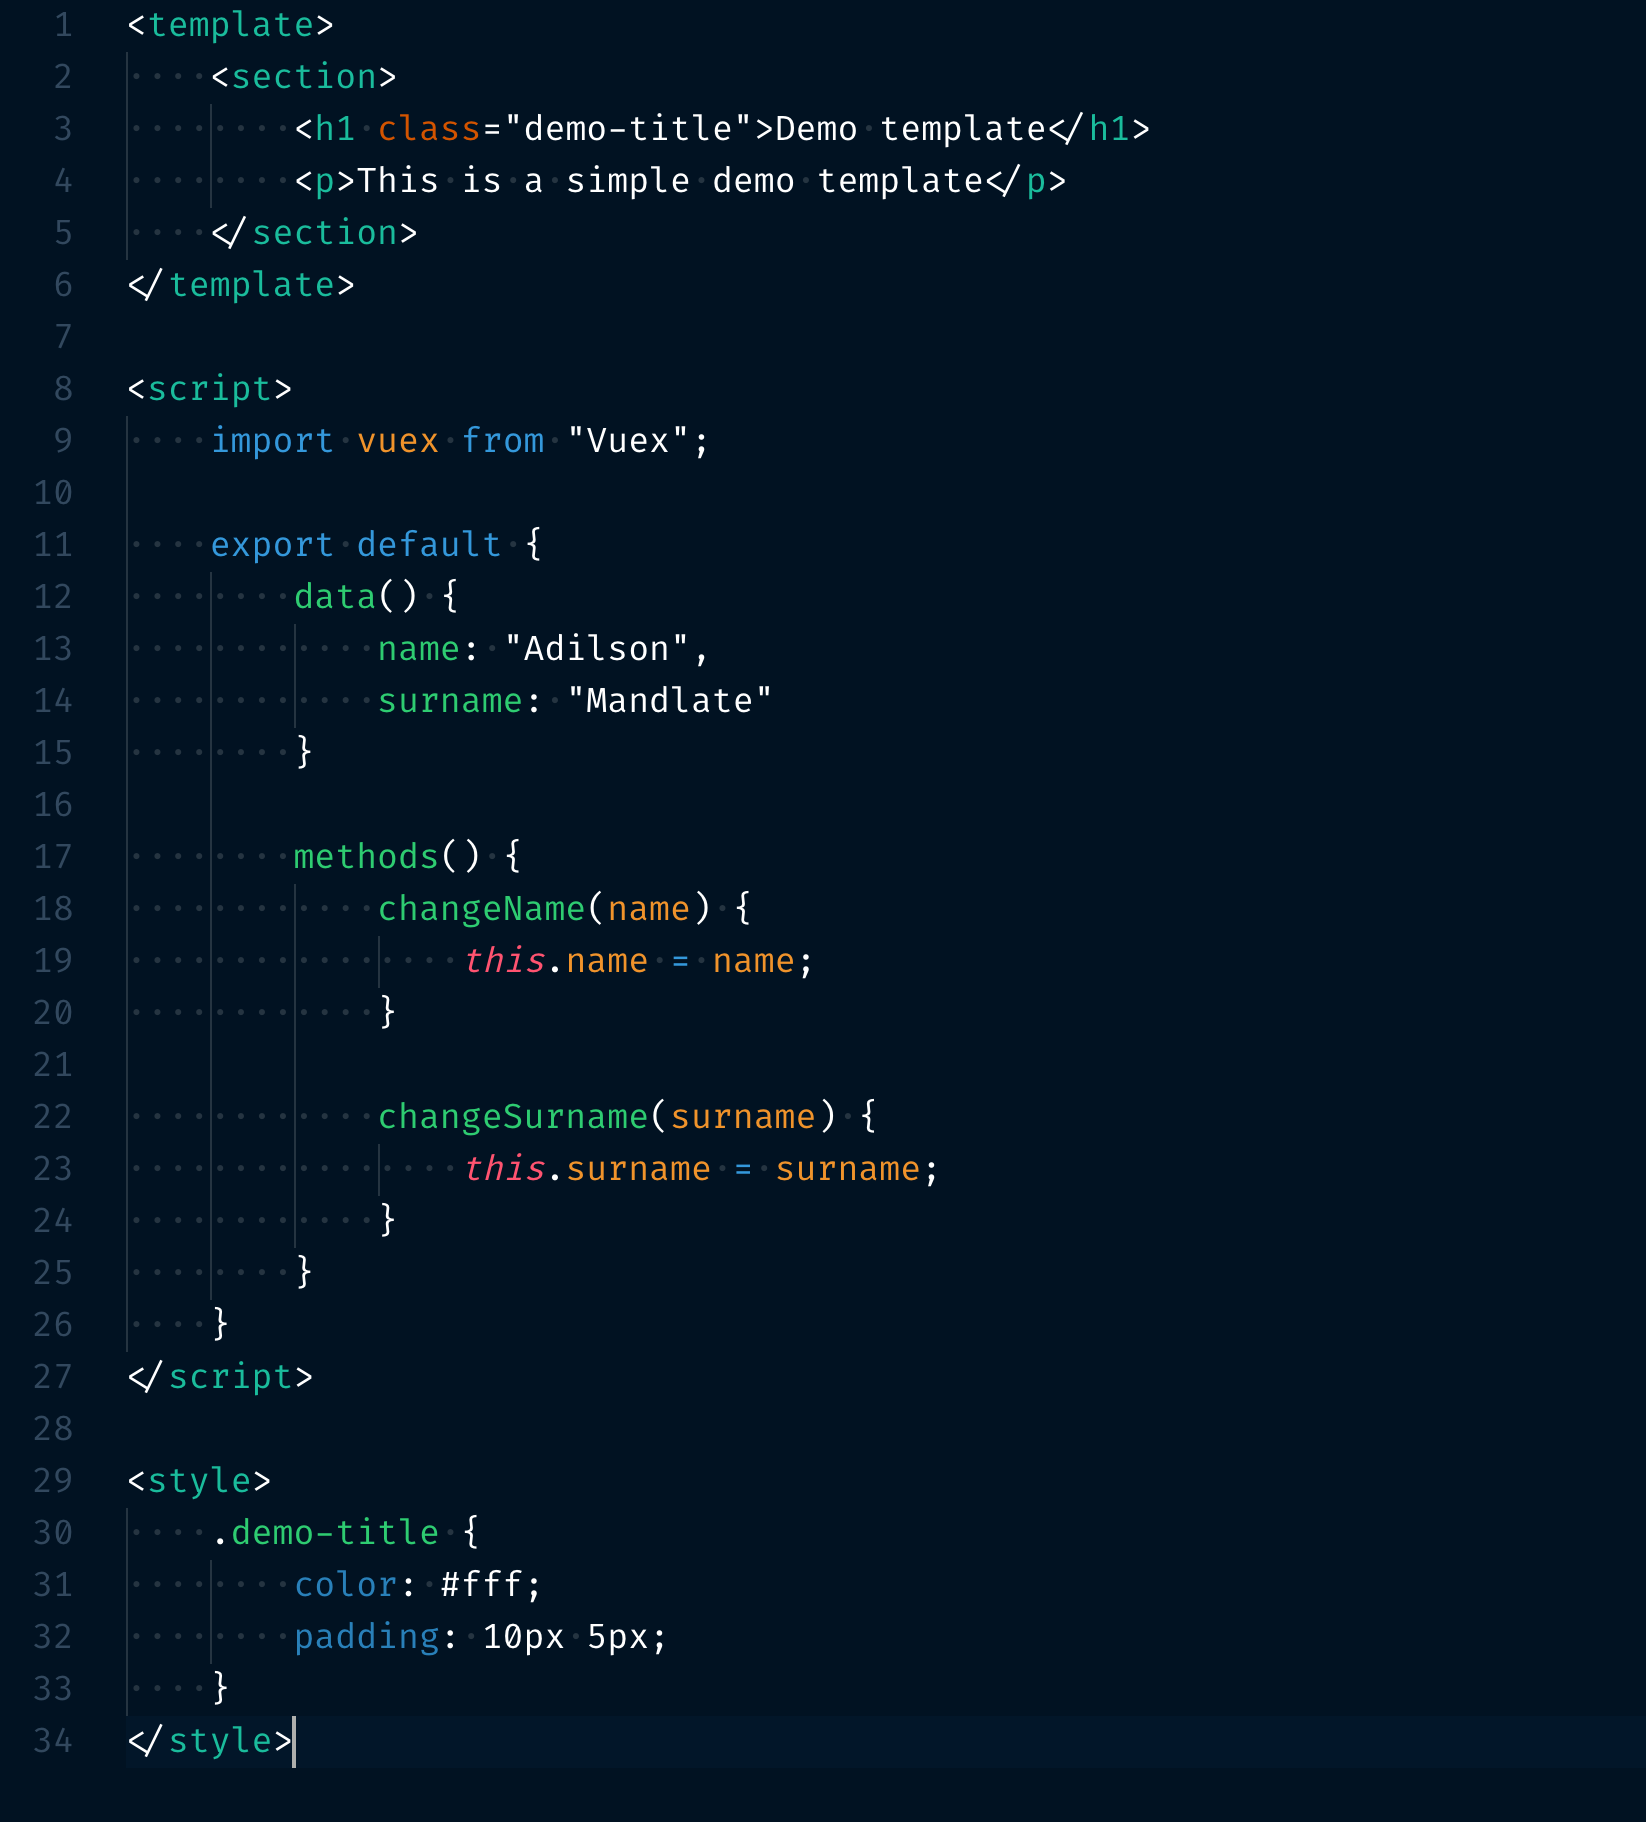 1 <template>
2     <section>
3         <h1 class="demo-title">Demo template</h1>
4         <p>This is a simple demo template</p>
5     </section>
6 </template>
7
8 <script>
9     import vuex from "Vuex";
10
11     export default {
12         data() {
13             name: "Adilson",
14             surname: "Mandlate"
15         }
16
17         methods() {
18             changeName(name) {
19                 this.name = name;
20             }
21
22             changeSurname(surname) {
23                 this.surname = surname;
24             }
25         }
26     }
27 </script>
28
29 <style>
30     .demo-title {
31         color: #fff;
32         padding: 10px 5px;
33     }
34 </style>